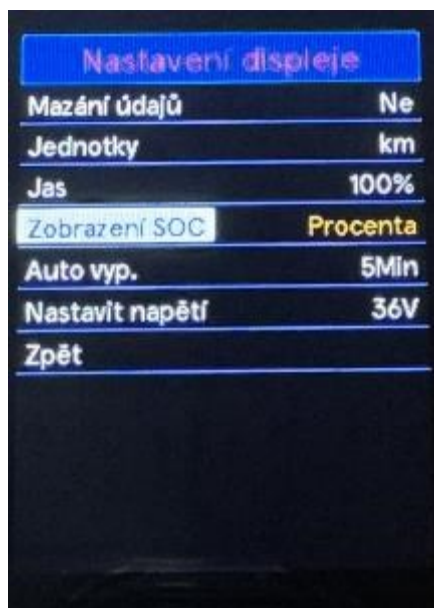 Nastavení displeje
Mazání údajů Ne
Jednotky km
Jas 100%
Zobrazení SOC Procenta
Auto vyp. 5Min
Nastavit napětí 36V
Zpět